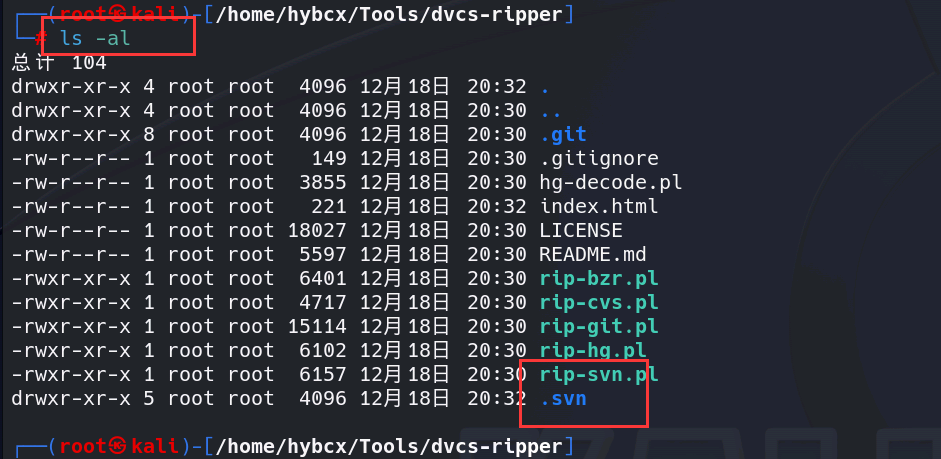 ┌──(root㉿kali)-[/home/hybcx/Tools/dvcs-ripper]
└─# ls -al
总计 104
drwxr-xr-x 4 root root  4096 12月18日 20:32 .
drwxr-xr-x 4 root root  4096 12月18日 20:30 ..
drwxr-xr-x 8 root root  4096 12月18日 20:30 .git
-rw-r--r-- 1 root root   149 12月18日 20:30 .gitignore
-rw-r--r-- 1 root root  3855 12月18日 20:30 hg-decode.pl
-rw-r--r-- 1 root root   221 12月18日 20:32 index.html
-rw-r--r-- 1 root root 18027 12月18日 20:30 LICENSE
-rw-r--r-- 1 root root  5597 12月18日 20:30 README.md
-rwxr-xr-x 1 root root  6401 12月18日 20:30 rip-bzr.pl
-rwxr-xr-x 1 root root  4717 12月18日 20:30 rip-cvs.pl
-rwxr-xr-x 1 root root 15114 12月18日 20:30 rip-git.pl
-rwxr-xr-x 1 root root  6102 12月18日 20:30 rip-hg.pl
-rwxr-xr-x 1 root root  6157 12月18日 20:30 rip-svn.pl
drwxr-xr-x 5 root root  4096 12月18日 20:32 .svn
┌──(root㉿kali)-[/home/hybcx/Tools/dvcs-ripper]